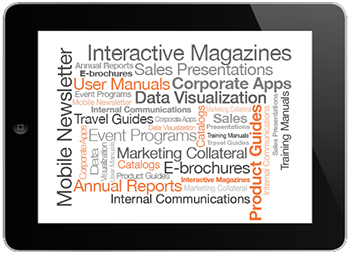 Interactive Magazines
Annual Reports
Sales Presentations
E-brochures
User Manuals
Corporate Apps
Event Programs
Mobile Newsletter
Data Visualization
Internal Communications
Marketing Collateral
Travel Guides
Corporate Apps
Sales
Presentations
Data Visualization
Catalogs
Event Programs
Training Manuals
Travel Guides
Mobile Newsletter
Corporate Apps
Data
Visualization
User Manuals
Marketing Collateral
Catalogs
E-brochures
Product Guides
Interactive Magazines
Annual Reports
Marketing Collateral
Internal Communications
Product Guides
Internal Communications
Sales Presentations
Training Manuals